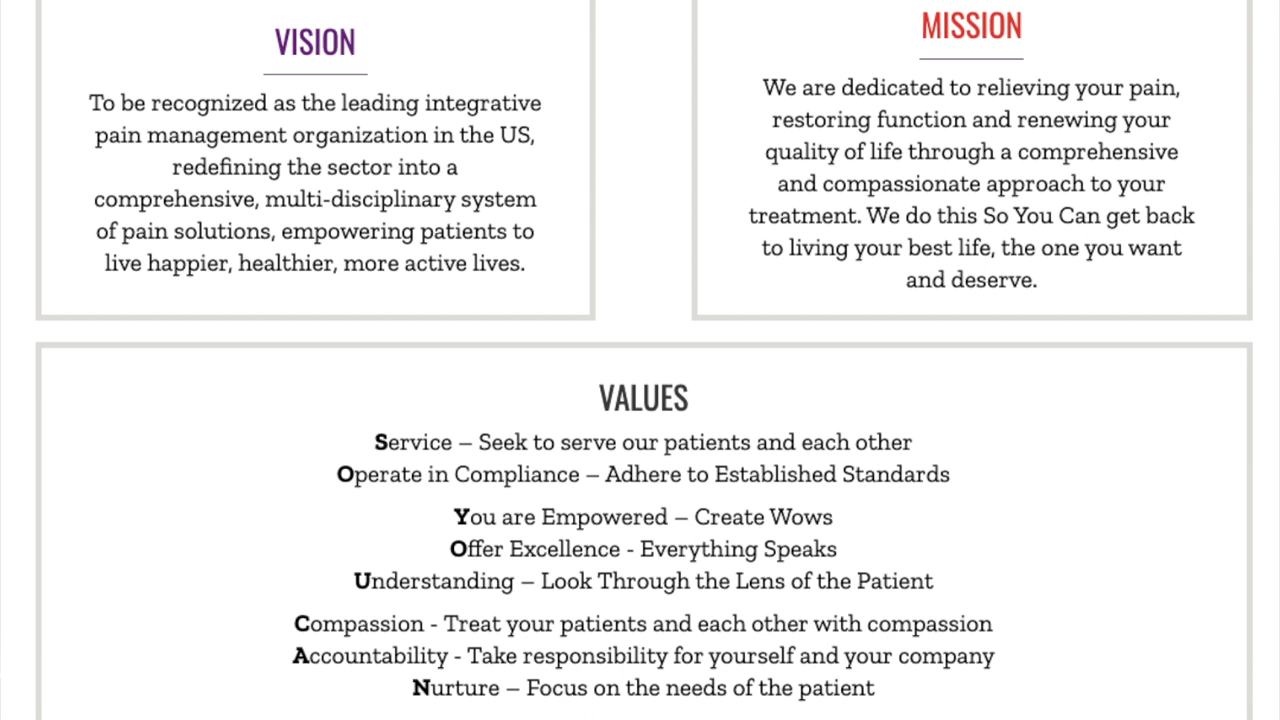 VISION
To be recognized as the leading integrative
pain management organization in the US,
redefining the sector into a
comprehensive, multi-disciplinary system
of pain solutions, empowering patients to
live happier, healthier, more active lives.
MISSION
We are dedicated to relieving your pain,
restoring function and renewing your
quality of life through a comprehensive
and compassionate approach to your
treatment. We do this So You Can get back
to living your best life, the one you want
and deserve.
VALUES
Service – Seek to serve our patients and each other
Operate in Compliance – Adhere to Established Standards
You are Empowered – Create Wows
Offer Excellence - Everything Speaks
Understanding – Look Through the Lens of the Patient
Compassion - Treat your patients and each other with compassion
Accountability - Take responsibility for yourself and your company
Nurture – Focus on the needs of the patient